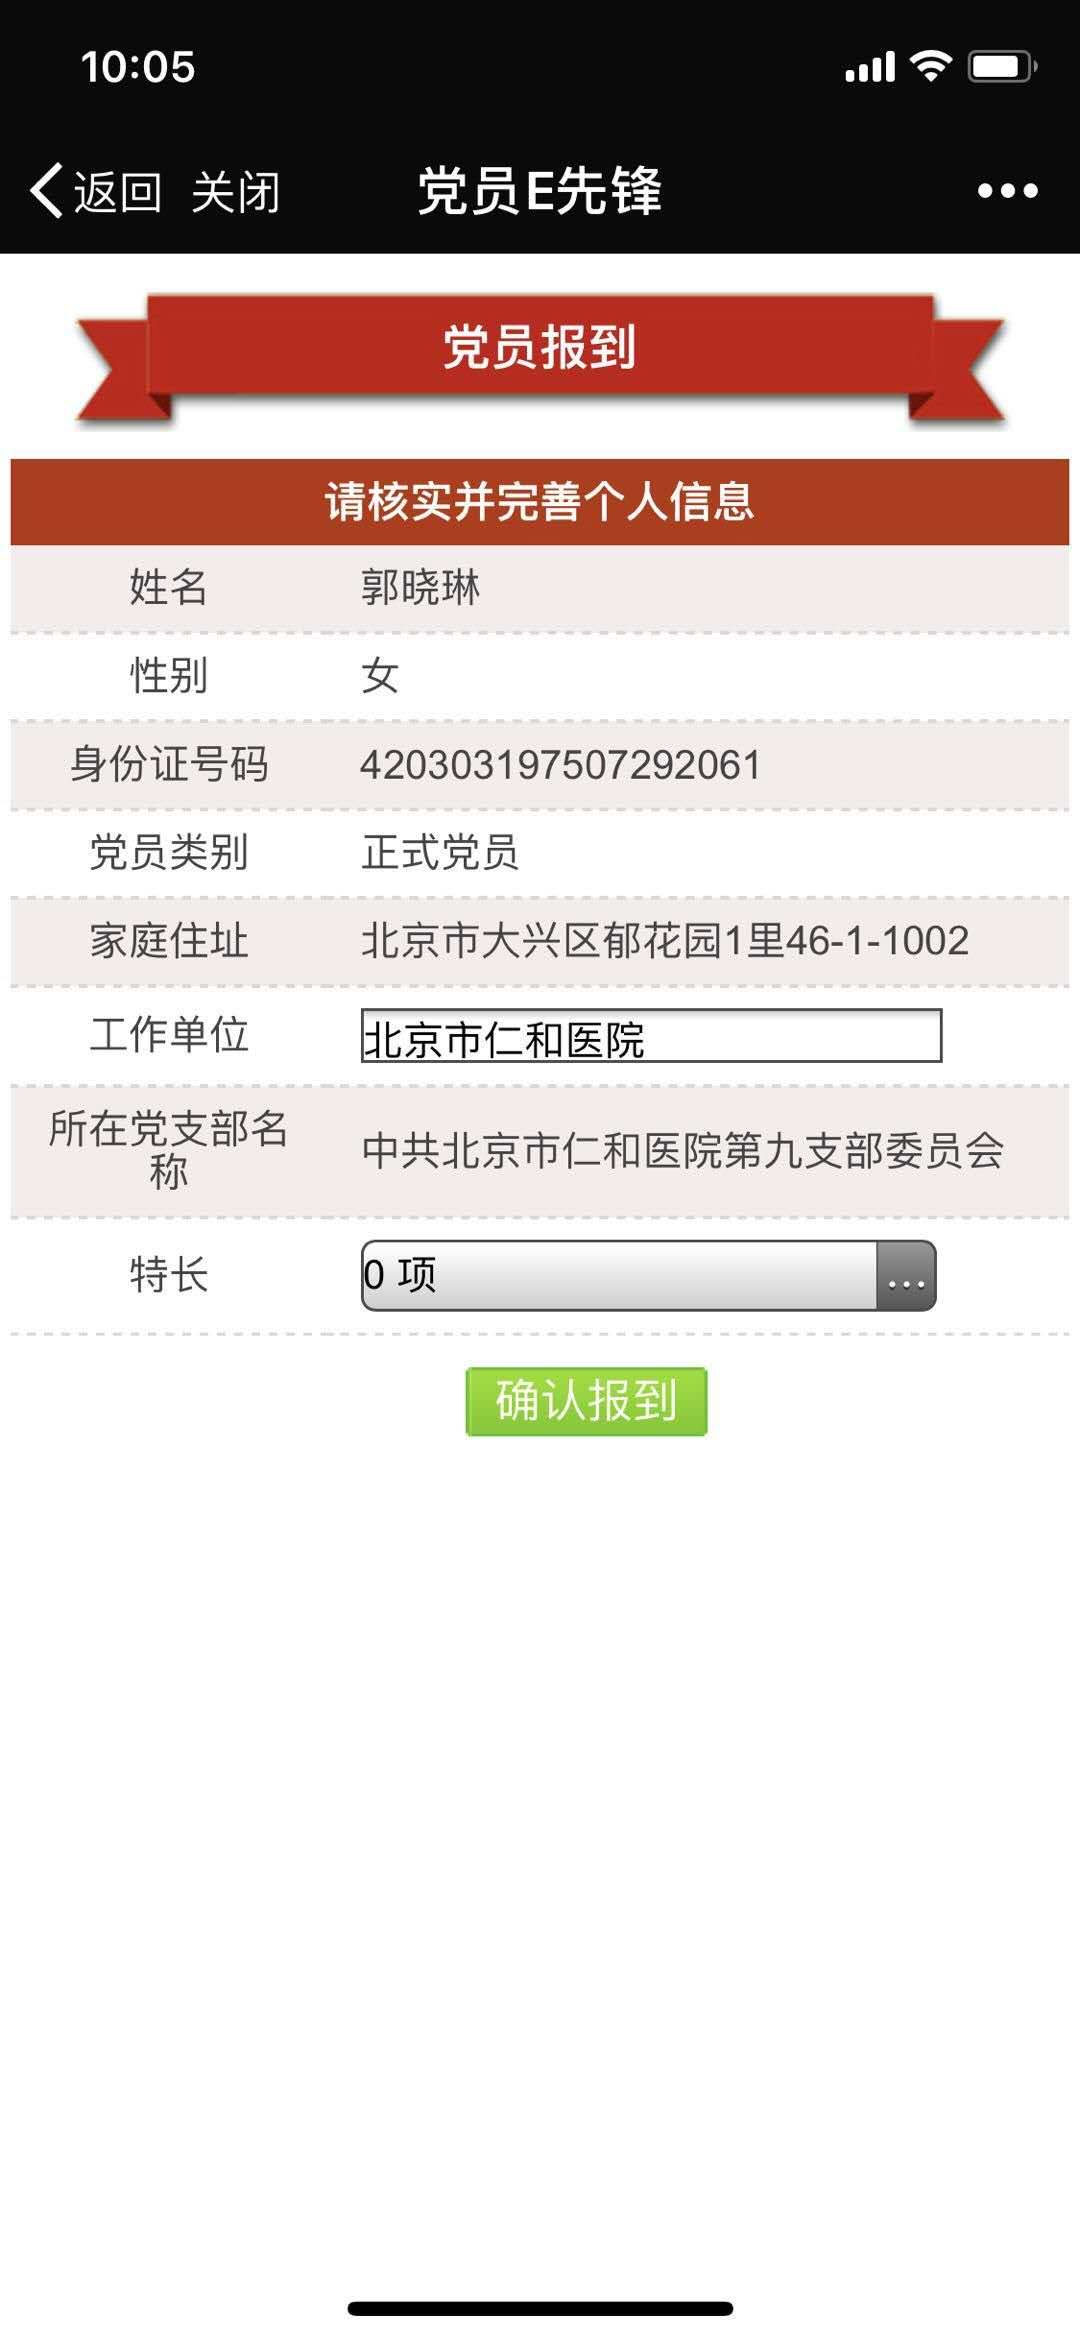 10:05
返回 关闭 党员E先锋
党员报到
请核实并完善个人信息
姓名 郭晓琳
性别 女
身份证号码 420303197507292061
党员类别 正式党员
家庭住址 北京市大兴区郁花园1里46-1-1002
工作单位 北京市仁和医院
所在党支部名
称
中共北京市仁和医院第九支部委员会
特长 0 项 ...
确认报到